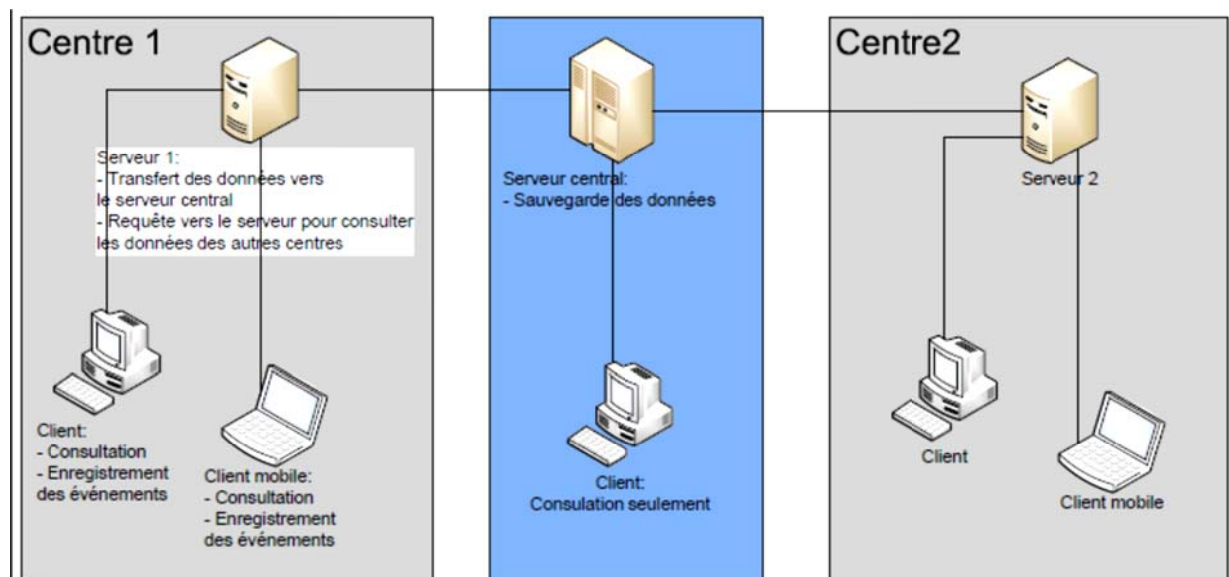 Centre 1
Serveur 1:
- Transfert des données vers
le serveur central
- Requête vers le serveur pour consulter
les données des autres centres
Client:
- Consultation
- Enregistrement
des événements
Client mobile:
- Consultation
- Enregistrement
des événements
Serveur central:
- Sauvegarde des données
Client:
Consulation seulement
Centre2
Serveur 2
Client
Client mobile